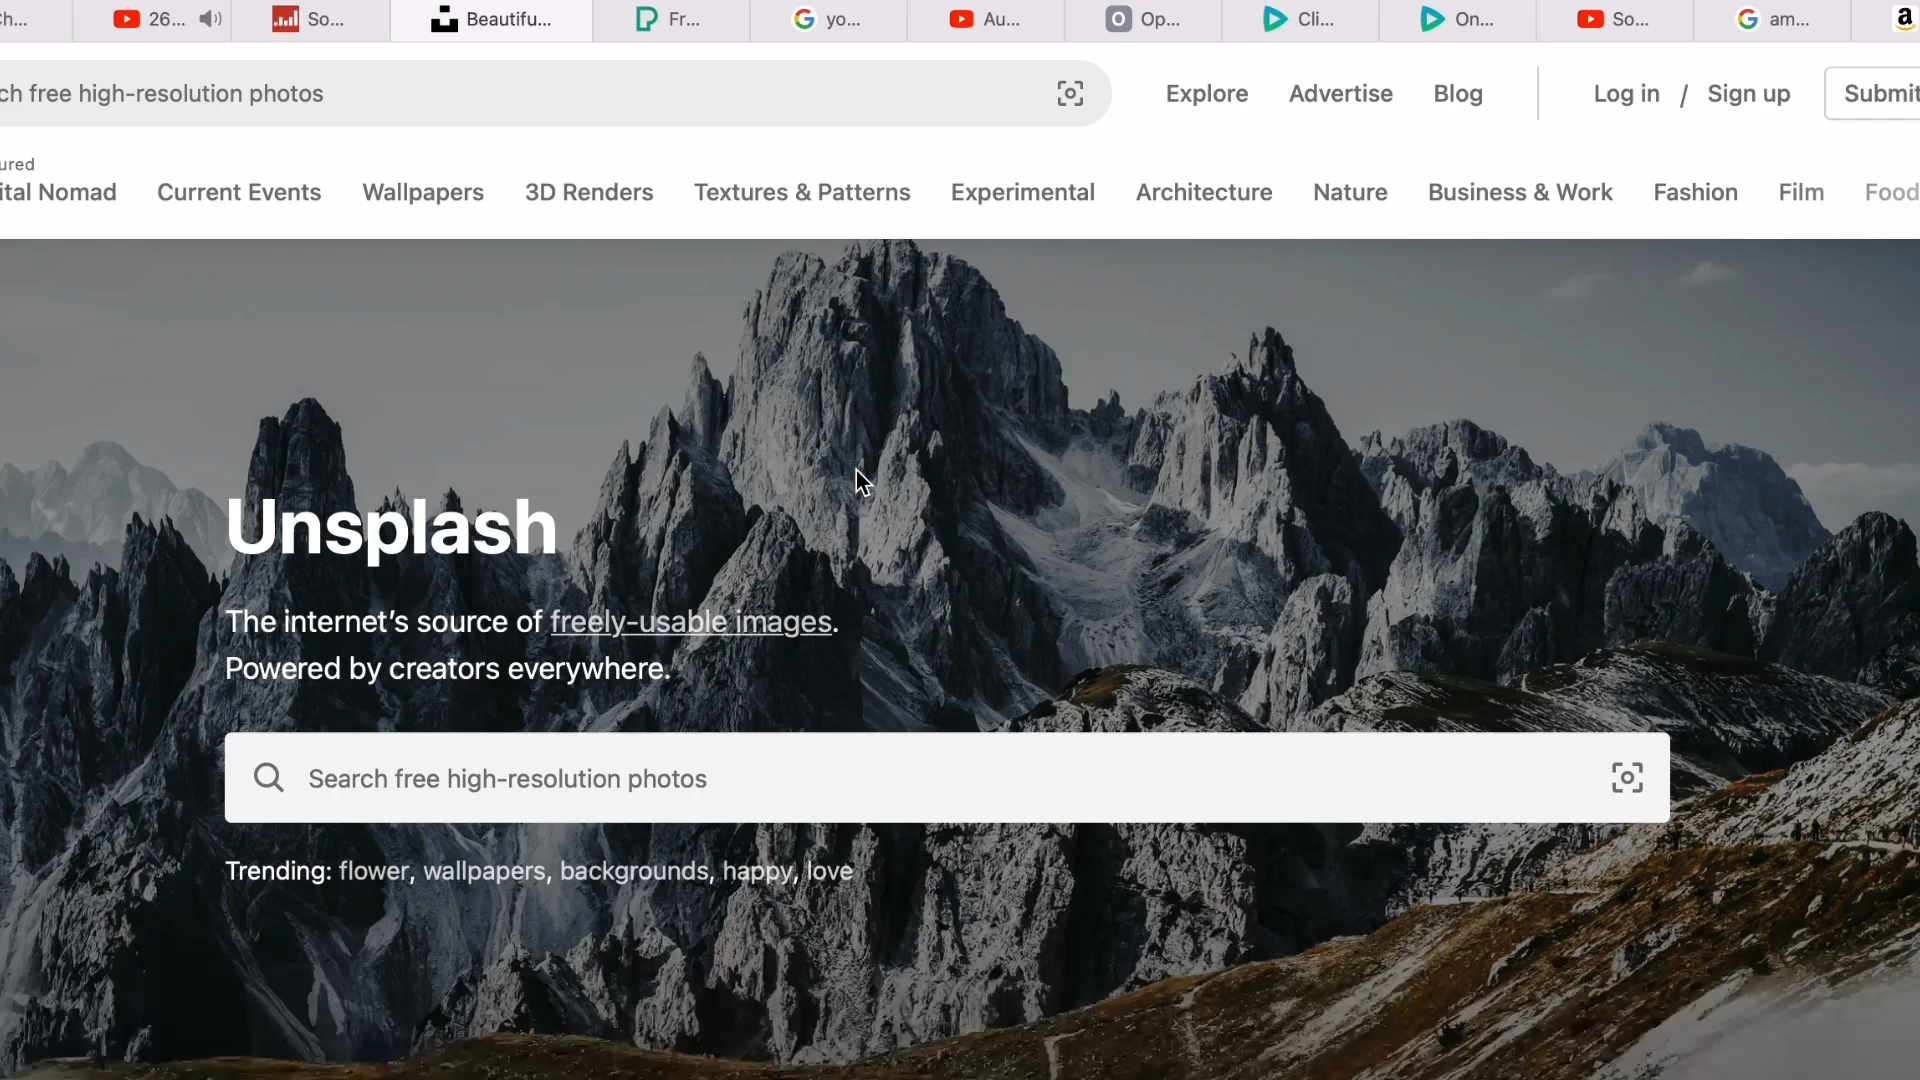 26... So... Beautifu... Fr... yo... Au... Op... Cli... On... So... am...
ch free high-resolution photos Explore Advertise Blog Log in / Sign up Submit
ured
ital Nomad Current Events Wallpapers 3D Renders Textures & Patterns Experimental Architecture Nature Business & Work Fashion Film Food
Unsplash
The internet’s source of freely-usable images.
Powered by creators everywhere.
Search free high-resolution photos
Trending: flower, wallpapers, backgrounds, happy, love